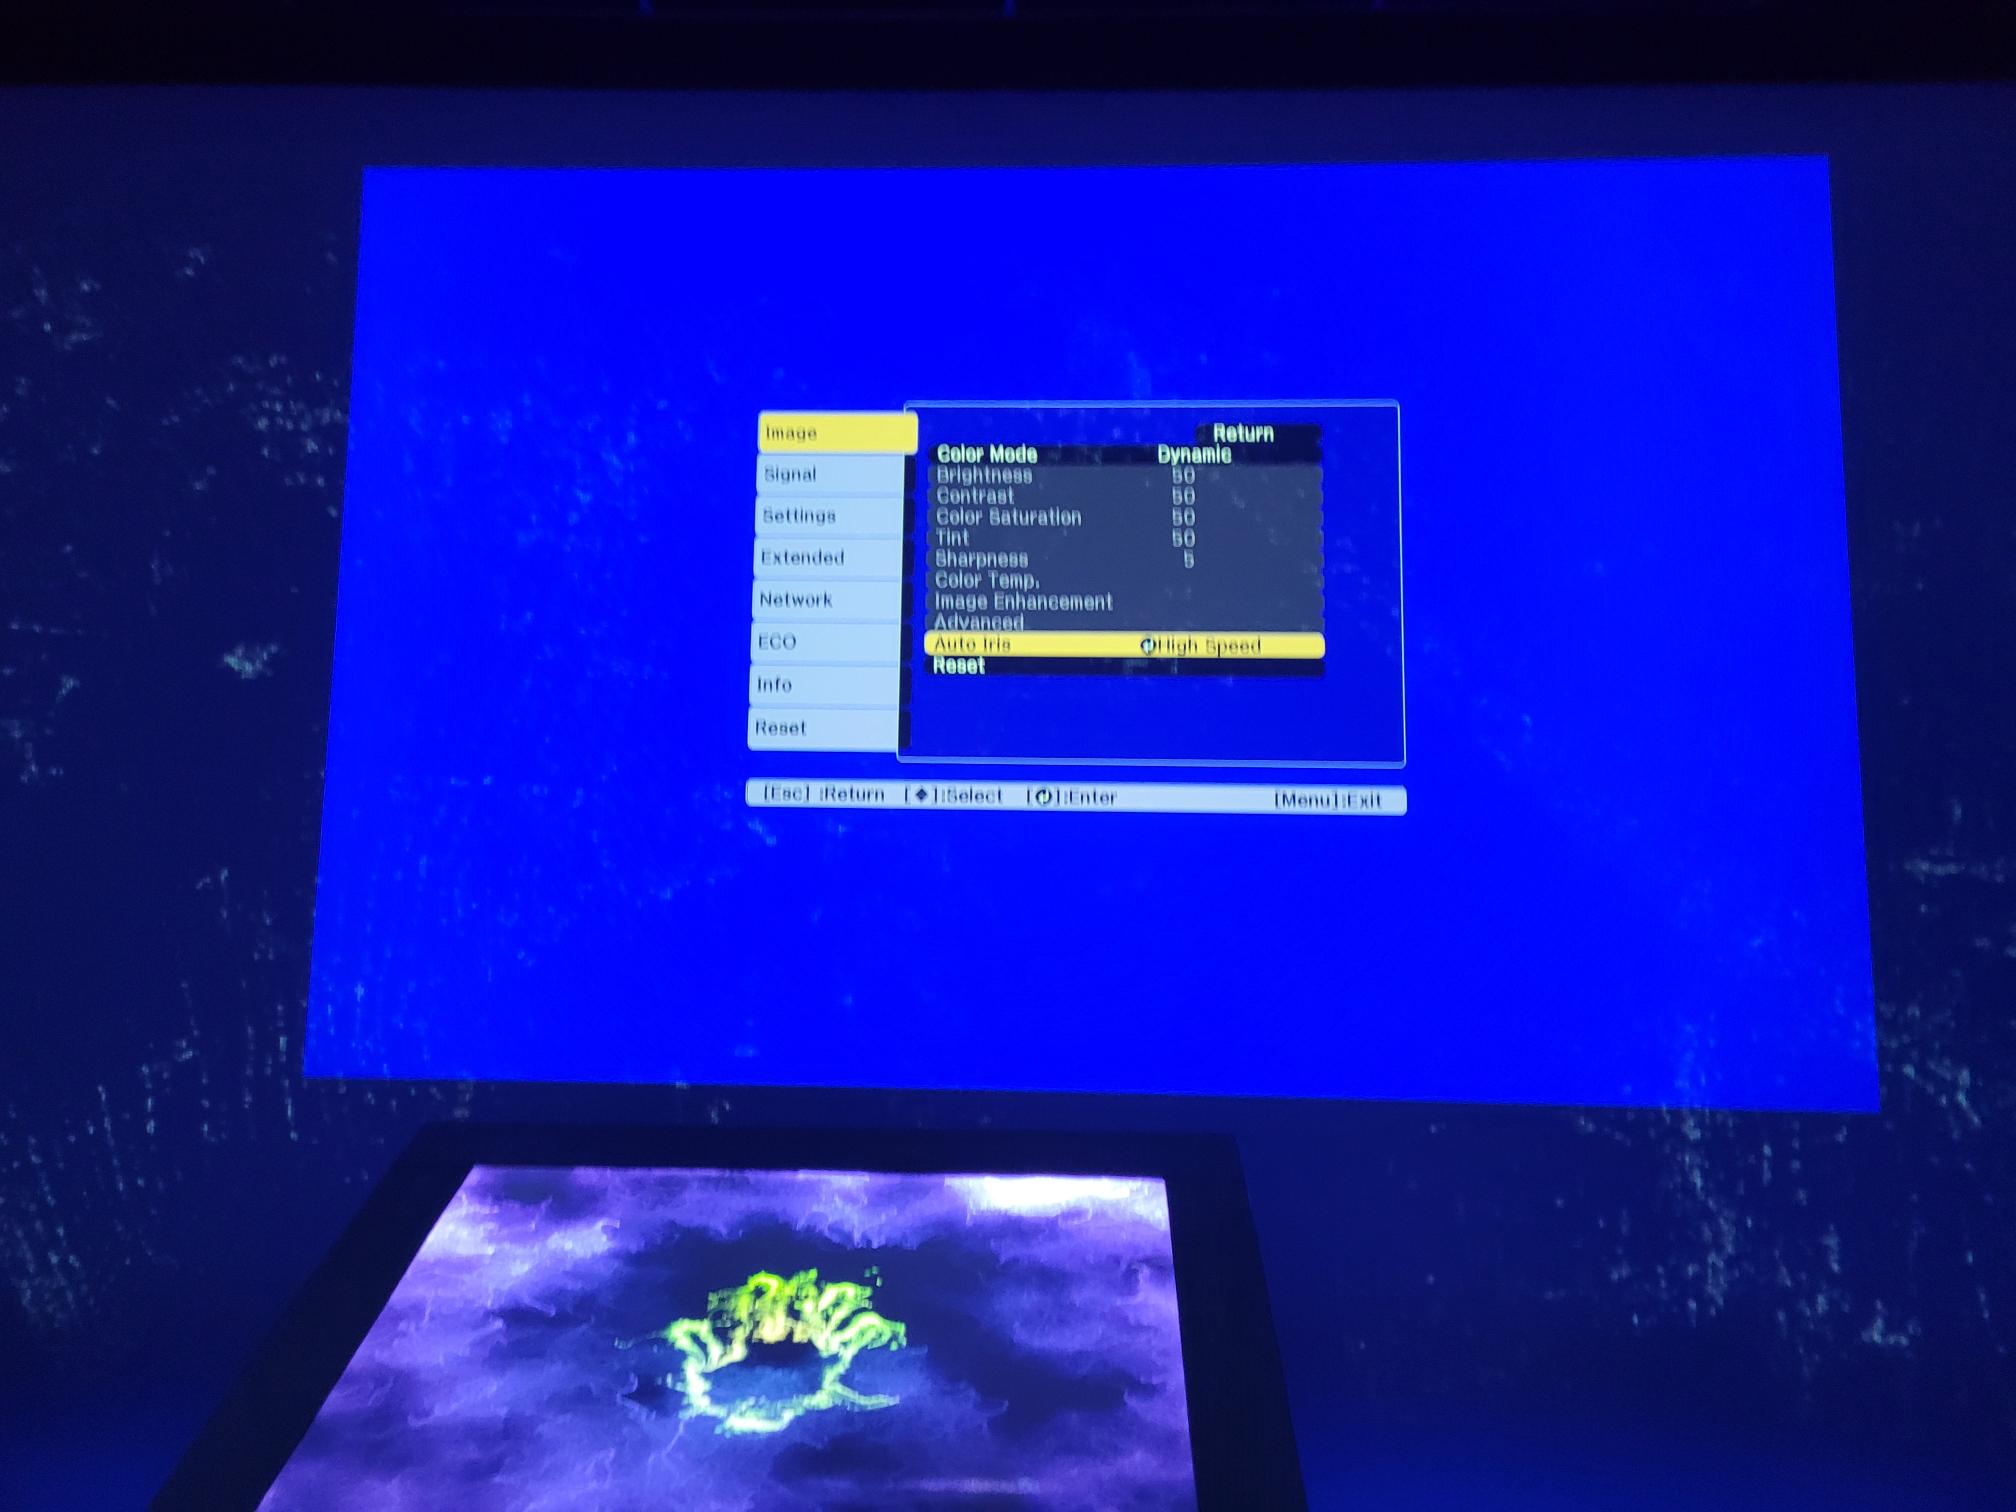 Image
Signal
Settings
Extended
Network
ECO
Info
Reset
Return
Color Mode Dynamic
Brightness 50
Contrast 50
Color Saturation 50
Tint 50
Sharpness 5
Color Temp.
Image Enhancement
Advanced
Auto Iris High Speed
Reset
[Esc] :Return [◆]:Select [ ]:Enter [Menu]:Exit